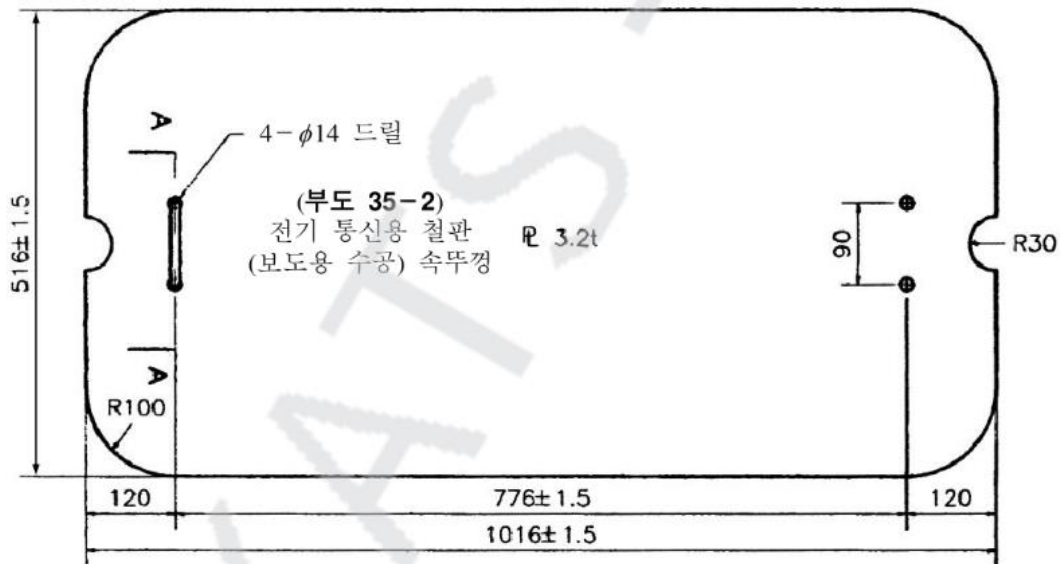 A
4-ϕ14 드릴
(부도 35-2)
전기 통신용 철판
(보도용 수공) 속뚜껑
PL 3.2t
516±1.5
90
R30
A
R100
120
776±1.5
120
1016±1.5
KATS